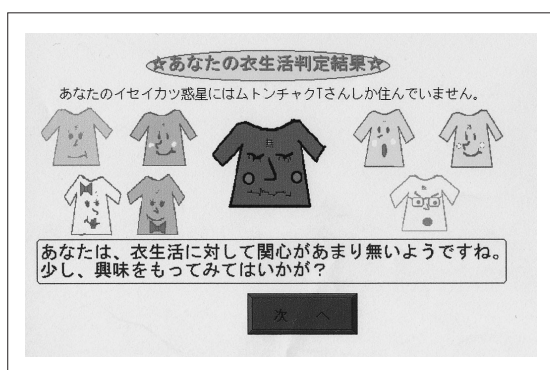 ☆あなたの衣生活判定結果☆
あなたのイセイカツ惑星にはムトンチャクTさんしか住んでいません。
あなたは、衣生活に対して関心があまり無いようですね。
少し、興味をもってみてはいかが？
次　へ